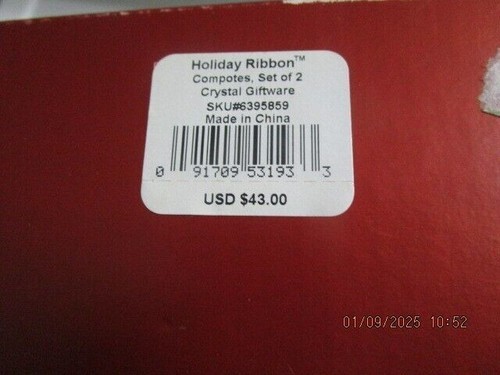 Holiday Ribbon™
Compotes, Set of 2
Crystal Giftware
SKU#6395859
Made in China
0 91709 53193 3
USD $43.00
01/09/2025 10:52